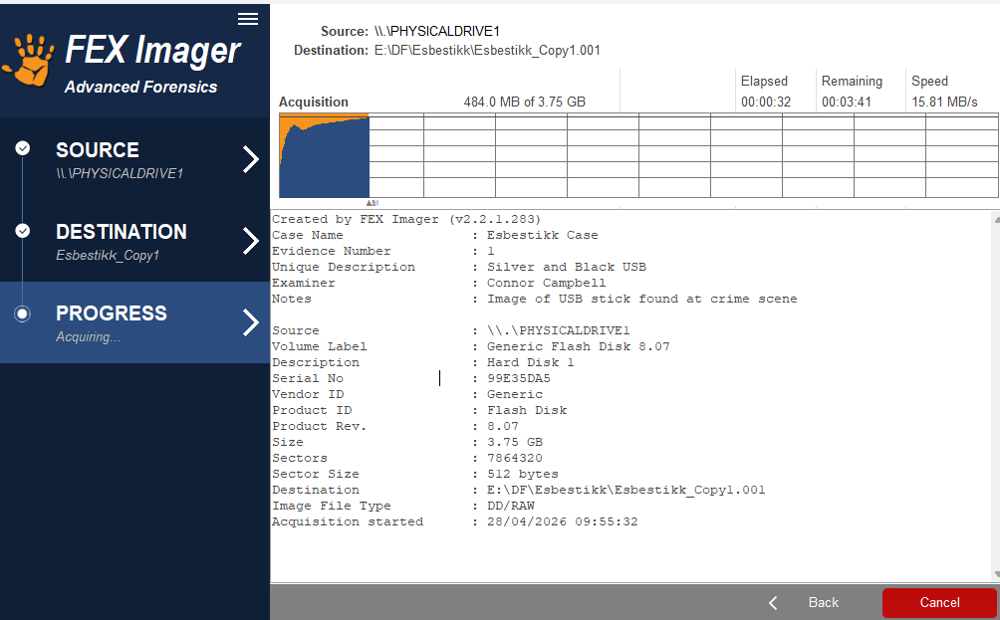 FEX Imager
Advanced Forensics
SOURCE
\\.\PHYSICALDRIVE1
DESTINATION
Esbestikk_Copy1
PROGRESS
Acquiring...
Source: \\.\PHYSICALDRIVE1
Destination: E:\DF\Esbestikk\Esbestikk_Copy1.001
Elapsed Remaining Speed
Acquisition 484.0 MB of 3.75 GB 00:00:32 00:03:41 15.81 MB/s
Created by FEX Imager (v2.2.1.283)
Case Name : Esbestikk Case
Evidence Number : 1
Unique Description : Silver and Black USB
Examiner : Connor Campbell
Notes : Image of USB stick found at crime scene
Source : \\.\PHYSICALDRIVE1
Volume Label : Generic Flash Disk 8.07
Description : Hard Disk 1
Serial No : 99E35DA5
Vendor ID : Generic
Product ID : Flash Disk
Product Rev. : 8.07
Size : 3.75 GB
Sectors : 7864320
Sector Size : 512 bytes
Destination : E:\DF\Esbestikk\Esbestikk_Copy1.001
Image File Type : DD/RAW
Acquisition started : 28/04/2026 09:55:32
Back
Cancel